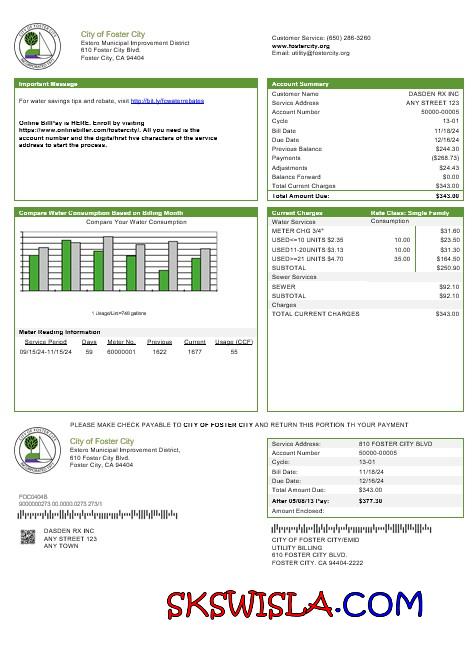 City of Foster City
Estero Municipal Improvement District
610 Foster City Blvd.
Foster City, CA 94404
Customer Service: (650) 286-3260
www.fostercity.org
Email: utility@fostercity.org
Important Message
For water savings tips and rebate, visit http://bit.ly/fcwaterrebates
Online BillPay is HERE. Enroll by visiting
https://www.onlinebiller.com/fostercity/. All you need is the
account number and the digits/first five characters of the service
address to start the process.
Account Summary
Customer Name DASDEN RX INC
Service Address ANY STREET 123
Account Number 50000-00005
Cycle 13-01
Bill Date 11/18/24
Due Date 12/16/24
Previous Balance $244.30
Payments ($268.73)
Adjustments $24.43
Balance Forward $0.00
Total Current Charges $343.00
Total Amount Due: $343.00
Compare Water Consumption Based on Billing Month
Compare Your Water Consumption
1 Usage/Unit=748 gallons
Meter Reading Information
Service Period Days Meter No. Previous Current Usage (CCF)
09/15/24-11/15/24 59 60000001 1622 1677 55
Current Charges Rate Class: Single Family
Water Services Consumption
METER CHG 3/4" $31.60
USED<=10 UNITS $2.35 10.00 $23.50
USED11-20UNITS $3.13 10.00 $31.30
USED>=21 UNITS $4.70 35.00 $164.50
SUBTOTAL $250.90
Sewer Services
SEWER $92.10
SUBTOTAL $92.10
Charges
TOTAL CURRENT CHARGES $343.00
PLEASE MAKE CHECK PAYABLE TO CITY OF FOSTER CITY AND RETURN THIS PORTION TH YOUR PAYMENT
City of Foster City
Estero Municipal Improvement District,
610 Foster City Blvd.
Foster City, CA 94404
Service Address: 810 FOSTER CITY BLVD
Account Number 50000-00005
Cycle: 13-01
Bill Date: 11/18/24
Due Date: 12/16/24
Total Amount Due: $343.00
After 05/08/13 Pay: $377.30
Amount Enclosed:
FOC0404B
9000000273 00.0000.0273 273/1
DASDEN RX INC
ANY STREET 123
ANY TOWN
CITY OF FOSTER CITY/EMID
UTILITY BILLING
610 FOSTER CITY BLVD.
FOSTER CITY. CA 94404-2222
SKSWISLA.COM